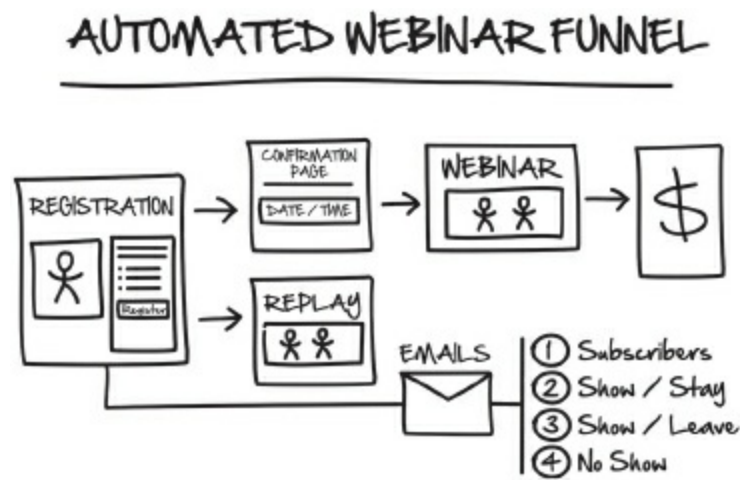 AUTOMATED WEBINAR FUNNEL
REGISTRATION
Register
CONFIRMATION
PAGE
DATE / TIME
WEBINAR
$
REPLAY
EMAILS
1 Subscribers
2 Show / Stay
3 Show / Leave
4 No Show